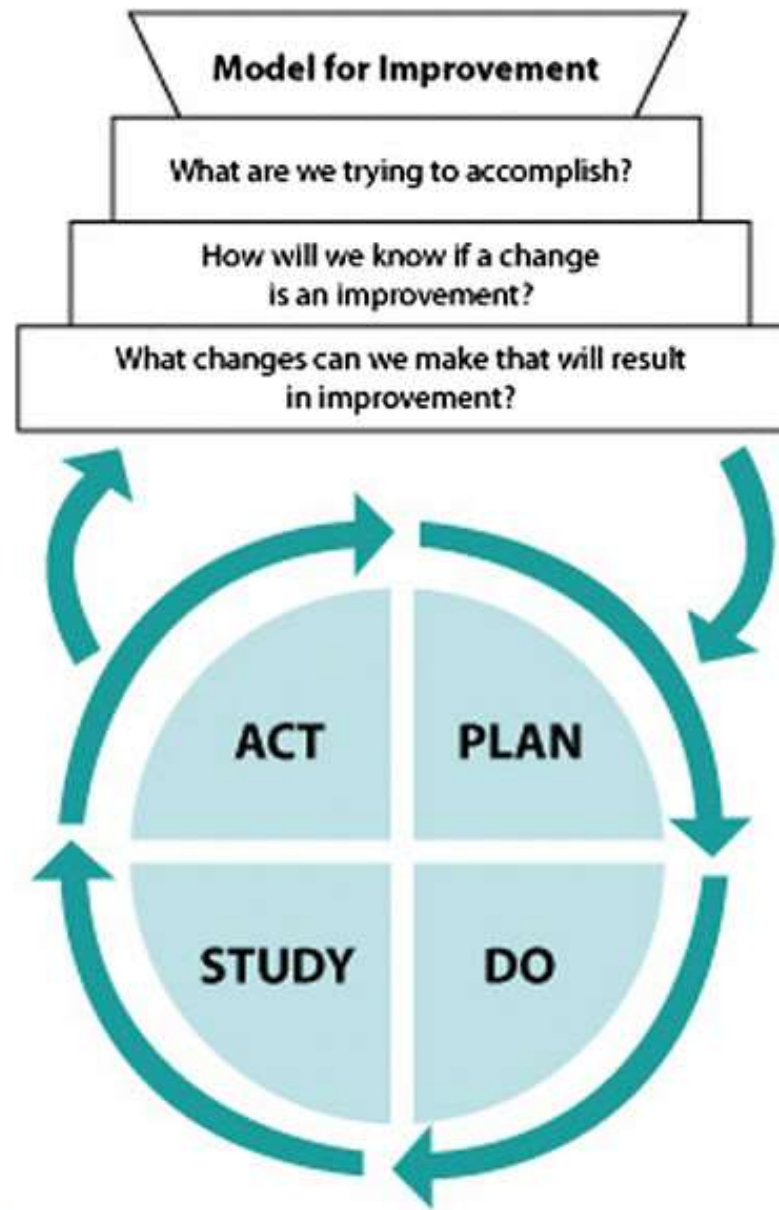 Model for Improvement
What are we trying to accomplish?
How will we know if a change
is an improvement?
What changes can we make that will result
in improvement?
ACT
PLAN
STUDY
DO